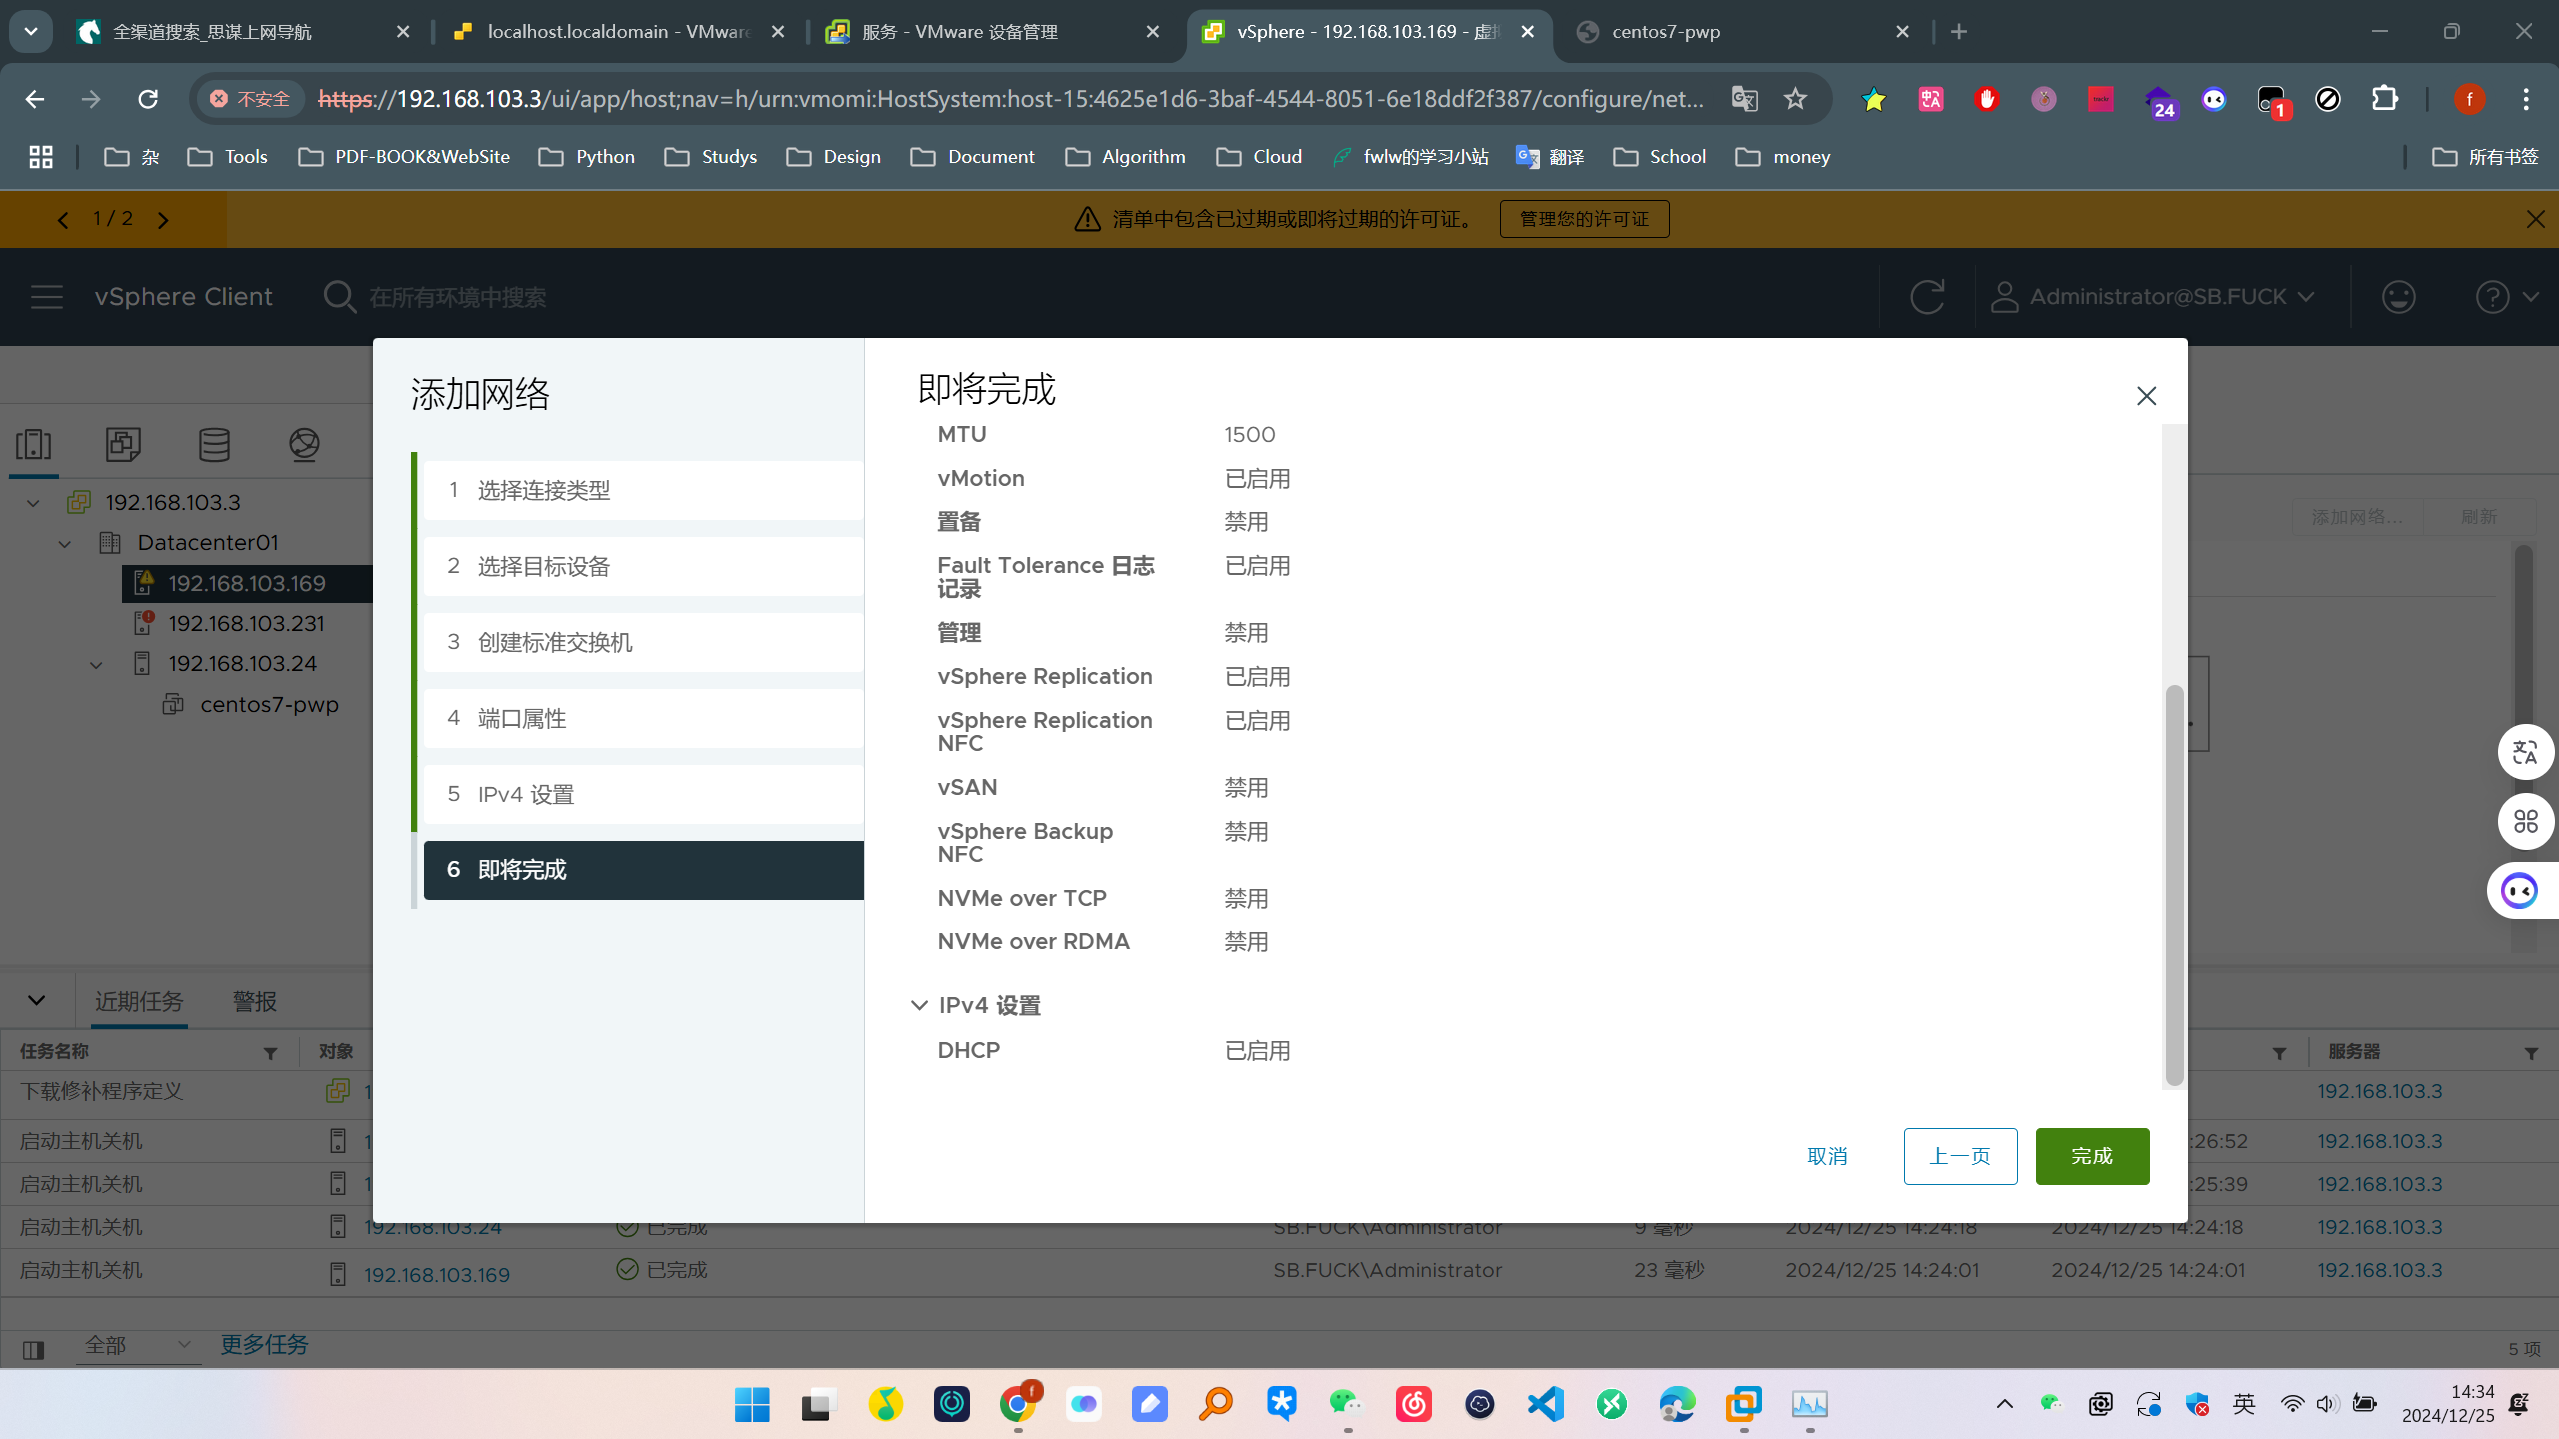 全渠道搜索_思谋上网导航
localhost.localdomain - VMware
服务 - VMware 设备管理
vSphere - 192.168.103.169 - 虚拟
centos7-pwp
不安全
https://192.168.103.3/ui/app/host;nav=h/urn:vmomi:HostSystem:host-15:4625e1d6-3baf-4544-8051-6e18ddf2f387/configure/net...
24
1
f
杂
Tools
PDF-BOOK&WebSite
Python
Studys
Design
Document
Algorithm
Cloud
fwlw的学习小站
翻译
School
money
所有书签
1 / 2
清单中包含已过期或即将过期的许可证。
管理您的许可证
vSphere Client
在所有环境中搜索
Administrator@SB.FUCK
192.168.103.3
Datacenter01
192.168.103.169
192.168.103.231
192.168.103.24
centos7-pwp
添加网络...
刷新
添加网络
1 选择连接类型
2 选择目标设备
3 创建标准交换机
4 端口属性
5 IPv4 设置
6 即将完成
即将完成
MTU 1500
vMotion 已启用
置备 禁用
Fault Tolerance 日志 已启用
记录
管理 禁用
vSphere Replication 已启用
vSphere Replication 已启用
NFC
vSAN 禁用
vSphere Backup 禁用
NFC
NVMe over TCP 禁用
NVMe over RDMA 禁用
IPv4 设置
DHCP 已启用
取消
上一页
完成
近期任务
警报
任务名称 对象 服务器
下载修补程序定义 1 192.168.103.3
启动主机关机 1 :26:52 192.168.103.3
启动主机关机 1 :25:39 192.168.103.3
启动主机关机 192.168.103.24 已完成 SB.FUCK\Administrator 9 毫秒 2024/12/25 14:24:18 2024/12/25 14:24:18 192.168.103.3
启动主机关机 192.168.103.169 已完成 SB.FUCK\Administrator 23 毫秒 2024/12/25 14:24:01 2024/12/25 14:24:01 192.168.103.3
全部
更多任务
5 项
英
14:34
2024/12/25